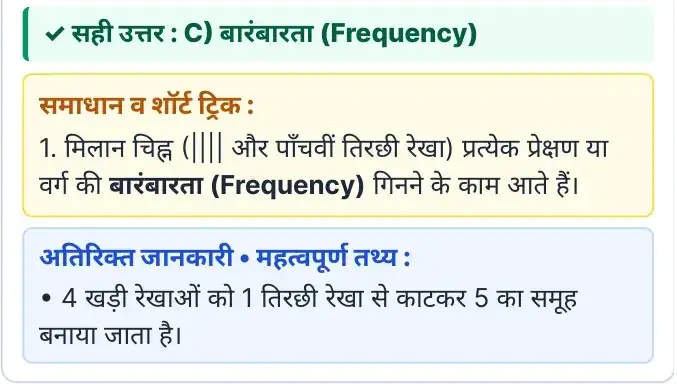 ✓ सही उत्तर : C) बारंबारता (Frequency)
समाधान व शॉर्ट ट्रिक :
1. मिलान चिह्न (|||| और पाँचवीं तिरछी रेखा) प्रत्येक प्रेक्षण या
वर्ग की बारंबारता (Frequency) गिनने के काम आते हैं।
अतिरिक्त जानकारी • महत्वपूर्ण तथ्य :
• 4 खड़ी रेखाओं को 1 तिरछी रेखा से काटकर 5 का समूह
बनाया जाता है।